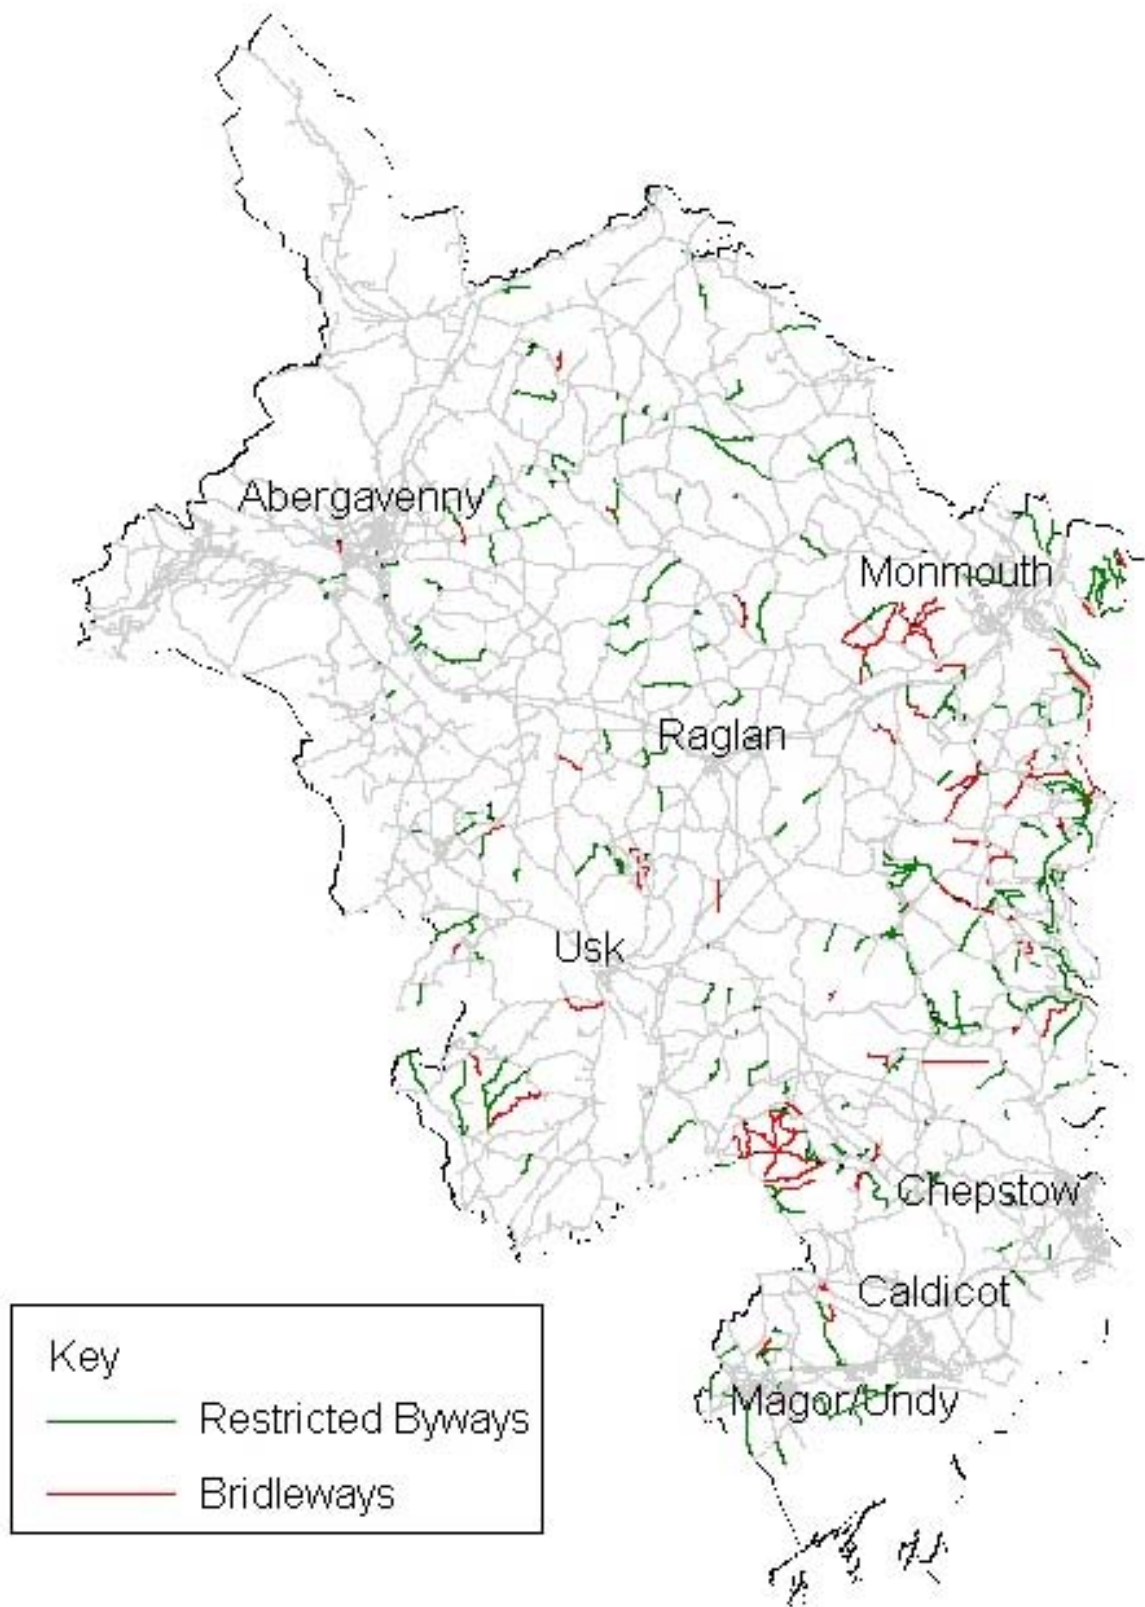 Abergavenny
Monmouth
Raglan
Usk
Chepstow
Caldicot
Magor/Undy
Key
Restricted Byways
Bridleways